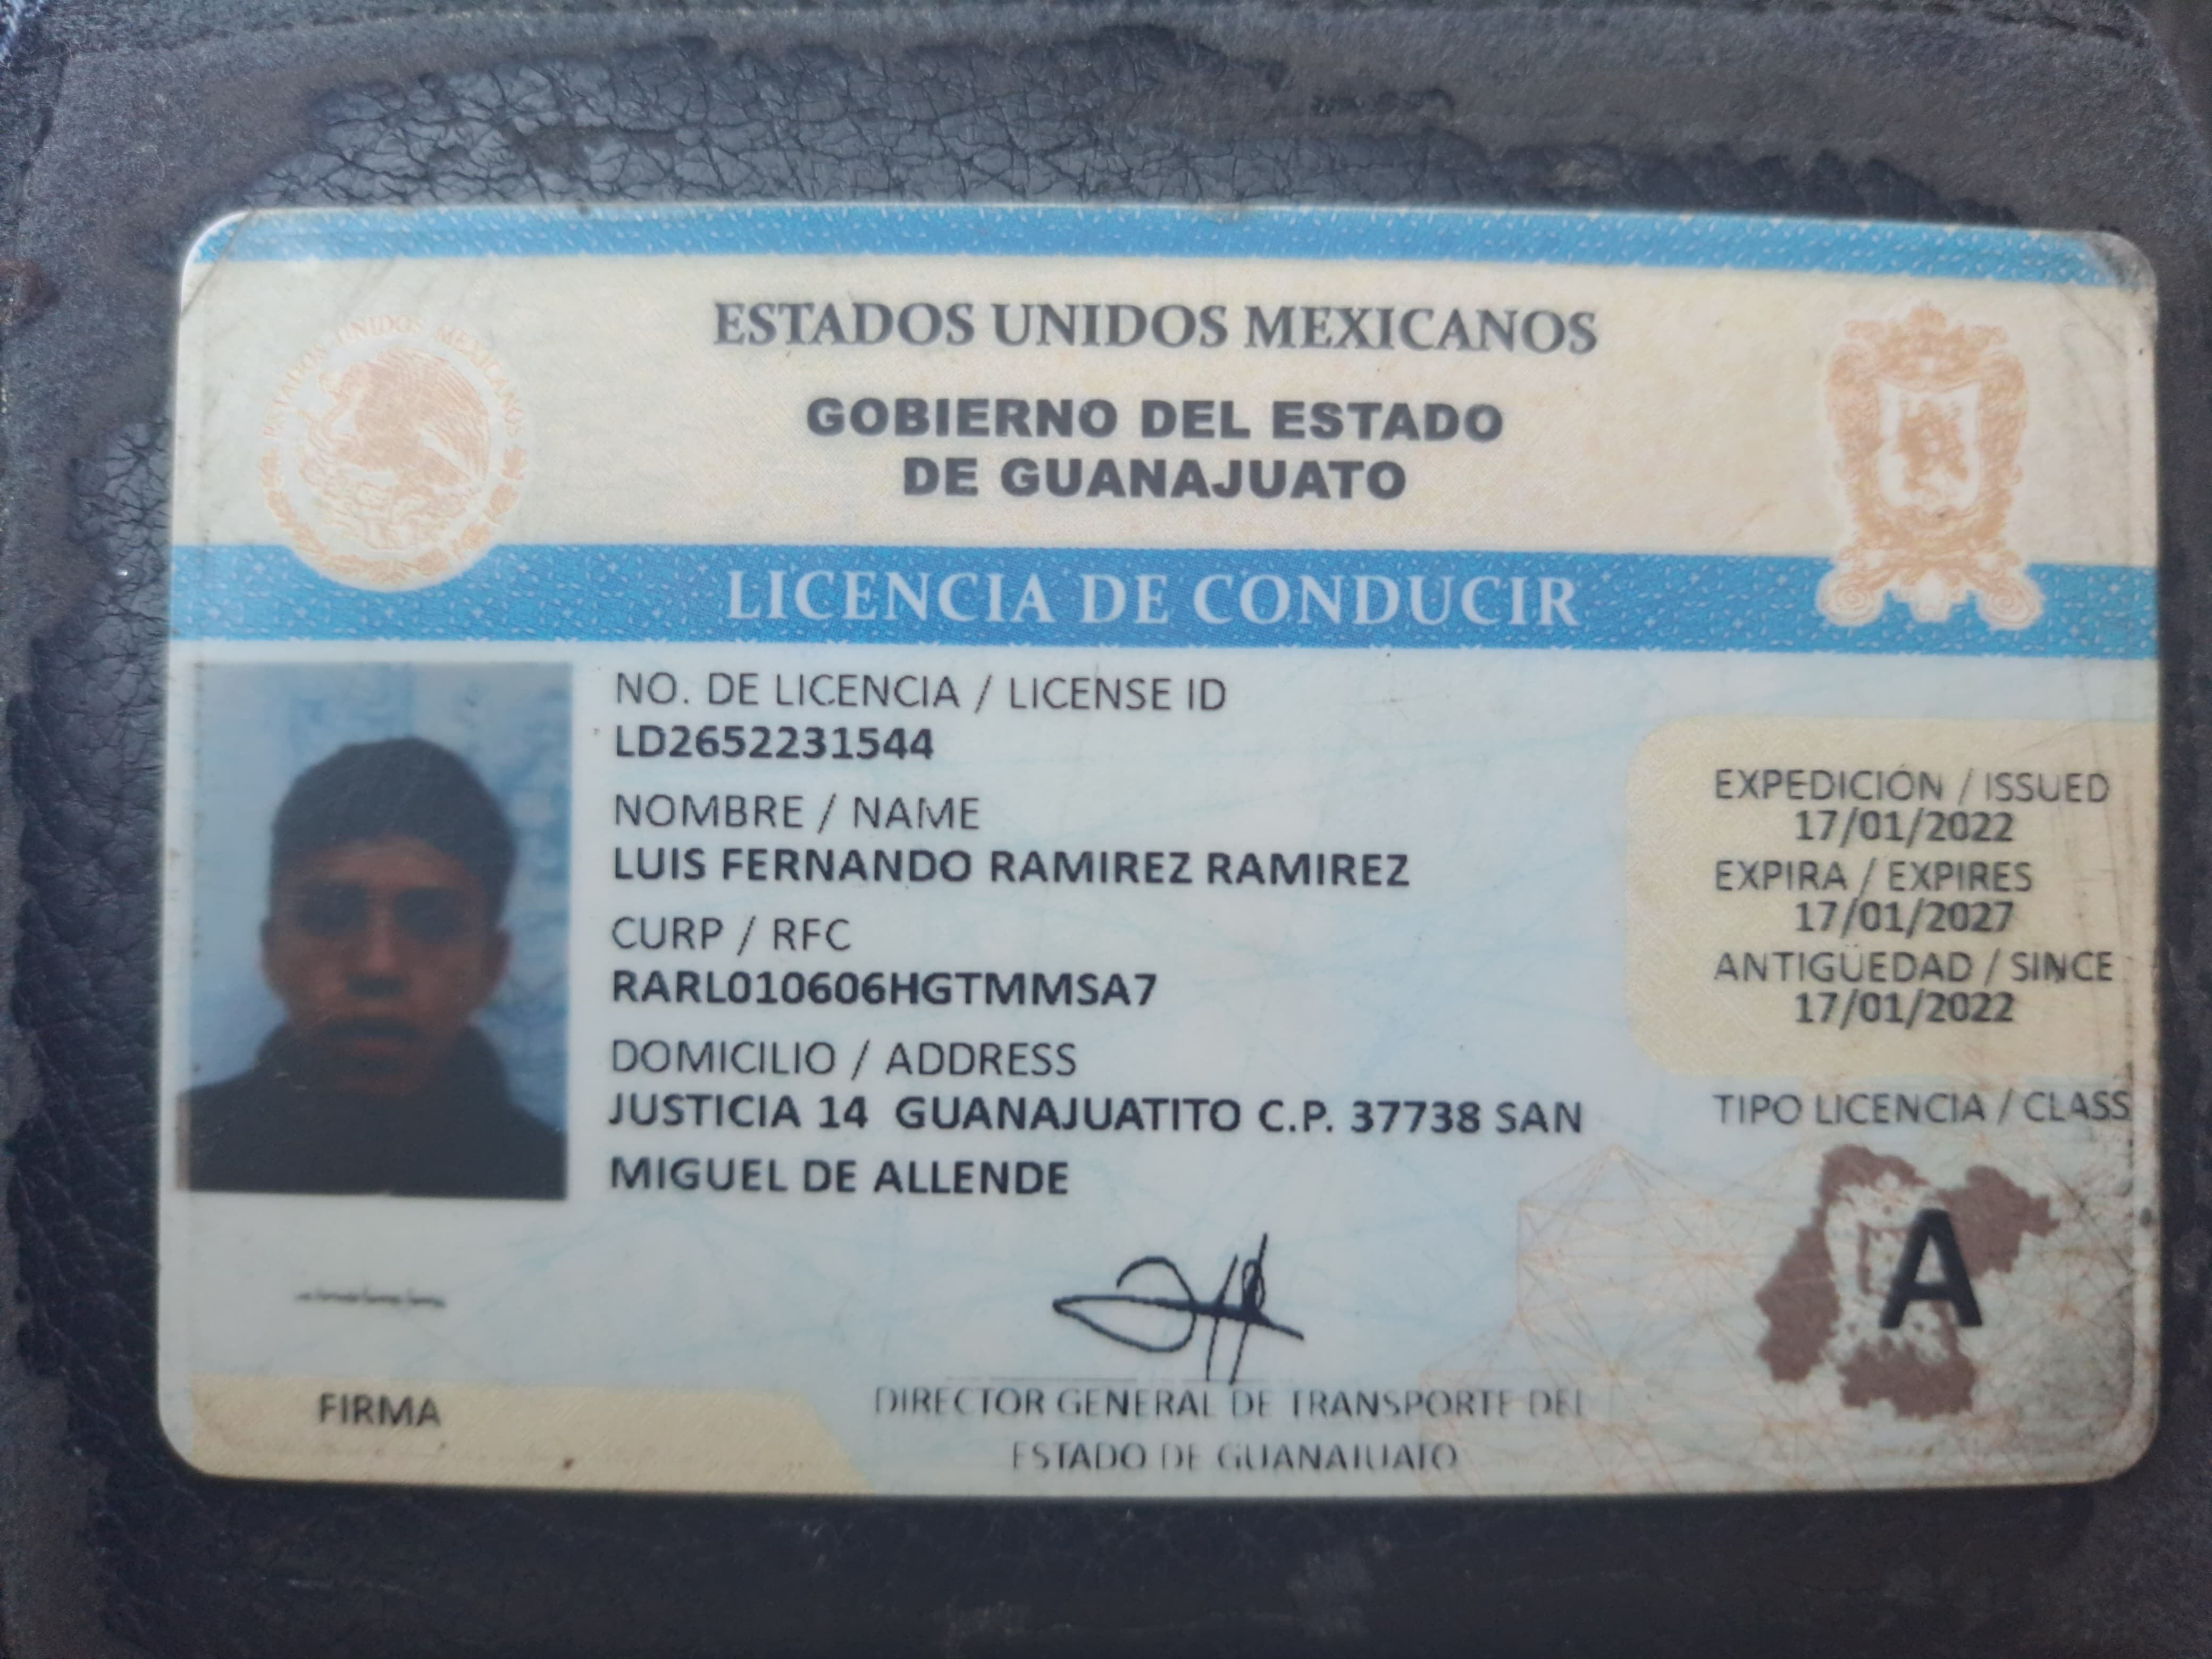 ESTADOS UNIDOS MEXICANOS
ESTADOS UNIDOS MEXICANOS
GOBIERNO DEL ESTADO
DE GUANAJUATO
LICENCIA DE CONDUCIR
NO. DE LICENCIA / LICENSE ID
LD2652231544
NOMBRE / NAME
LUIS FERNANDO RAMIREZ RAMIREZ
CURP / RFC
RARL010606HGTMMSA7
DOMICILIO / ADDRESS
JUSTICIA 14 GUANAJUATITO C.P. 37738 SAN
MIGUEL DE ALLENDE
EXPEDICIÓN / ISSUED
17/01/2022
EXPIRA / EXPIRES
17/01/2027
ANTIGÜEDAD / SINCE
17/01/2022
TIPO LICENCIA / CLASS
A
FIRMA
DIRECTOR GENERAL DE TRANSPORTE DEL
ESTADO DE GUANAJUATO